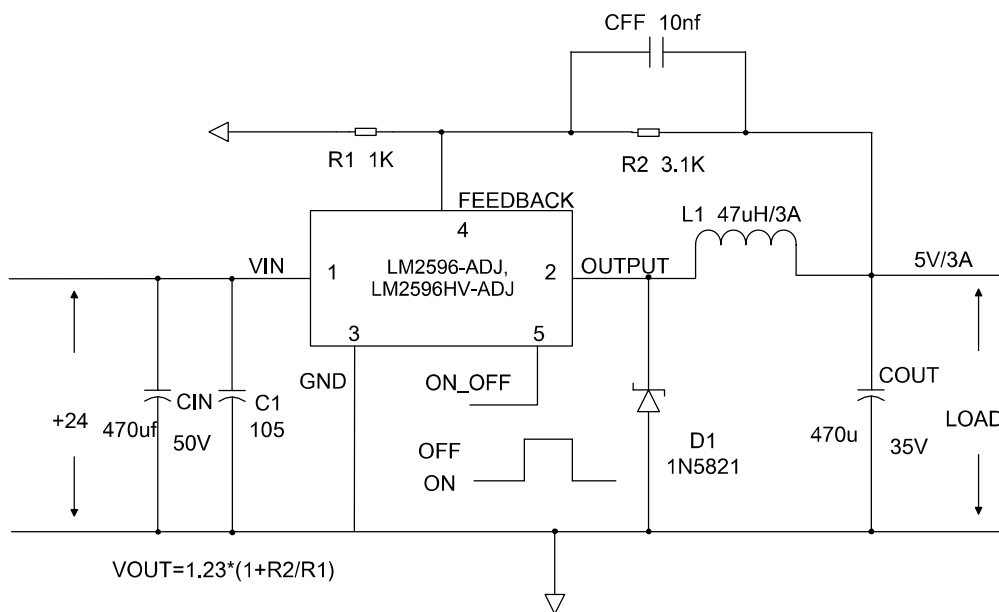 CFF 10nf
R1 1K
R2 3.1K
FEEDBACK
4
L1 47uH/3A
VIN
1
LM2596-ADJ,
LM2596HV-ADJ
2
OUTPUT
5V/3A
3
5
GND
ON_OFF
+24
470uf
CIN
50V
C1
105
OFF
ON
D1
1N5821
COUT
470u
35V
LOAD
VOUT=1.23*(1+R2/R1)